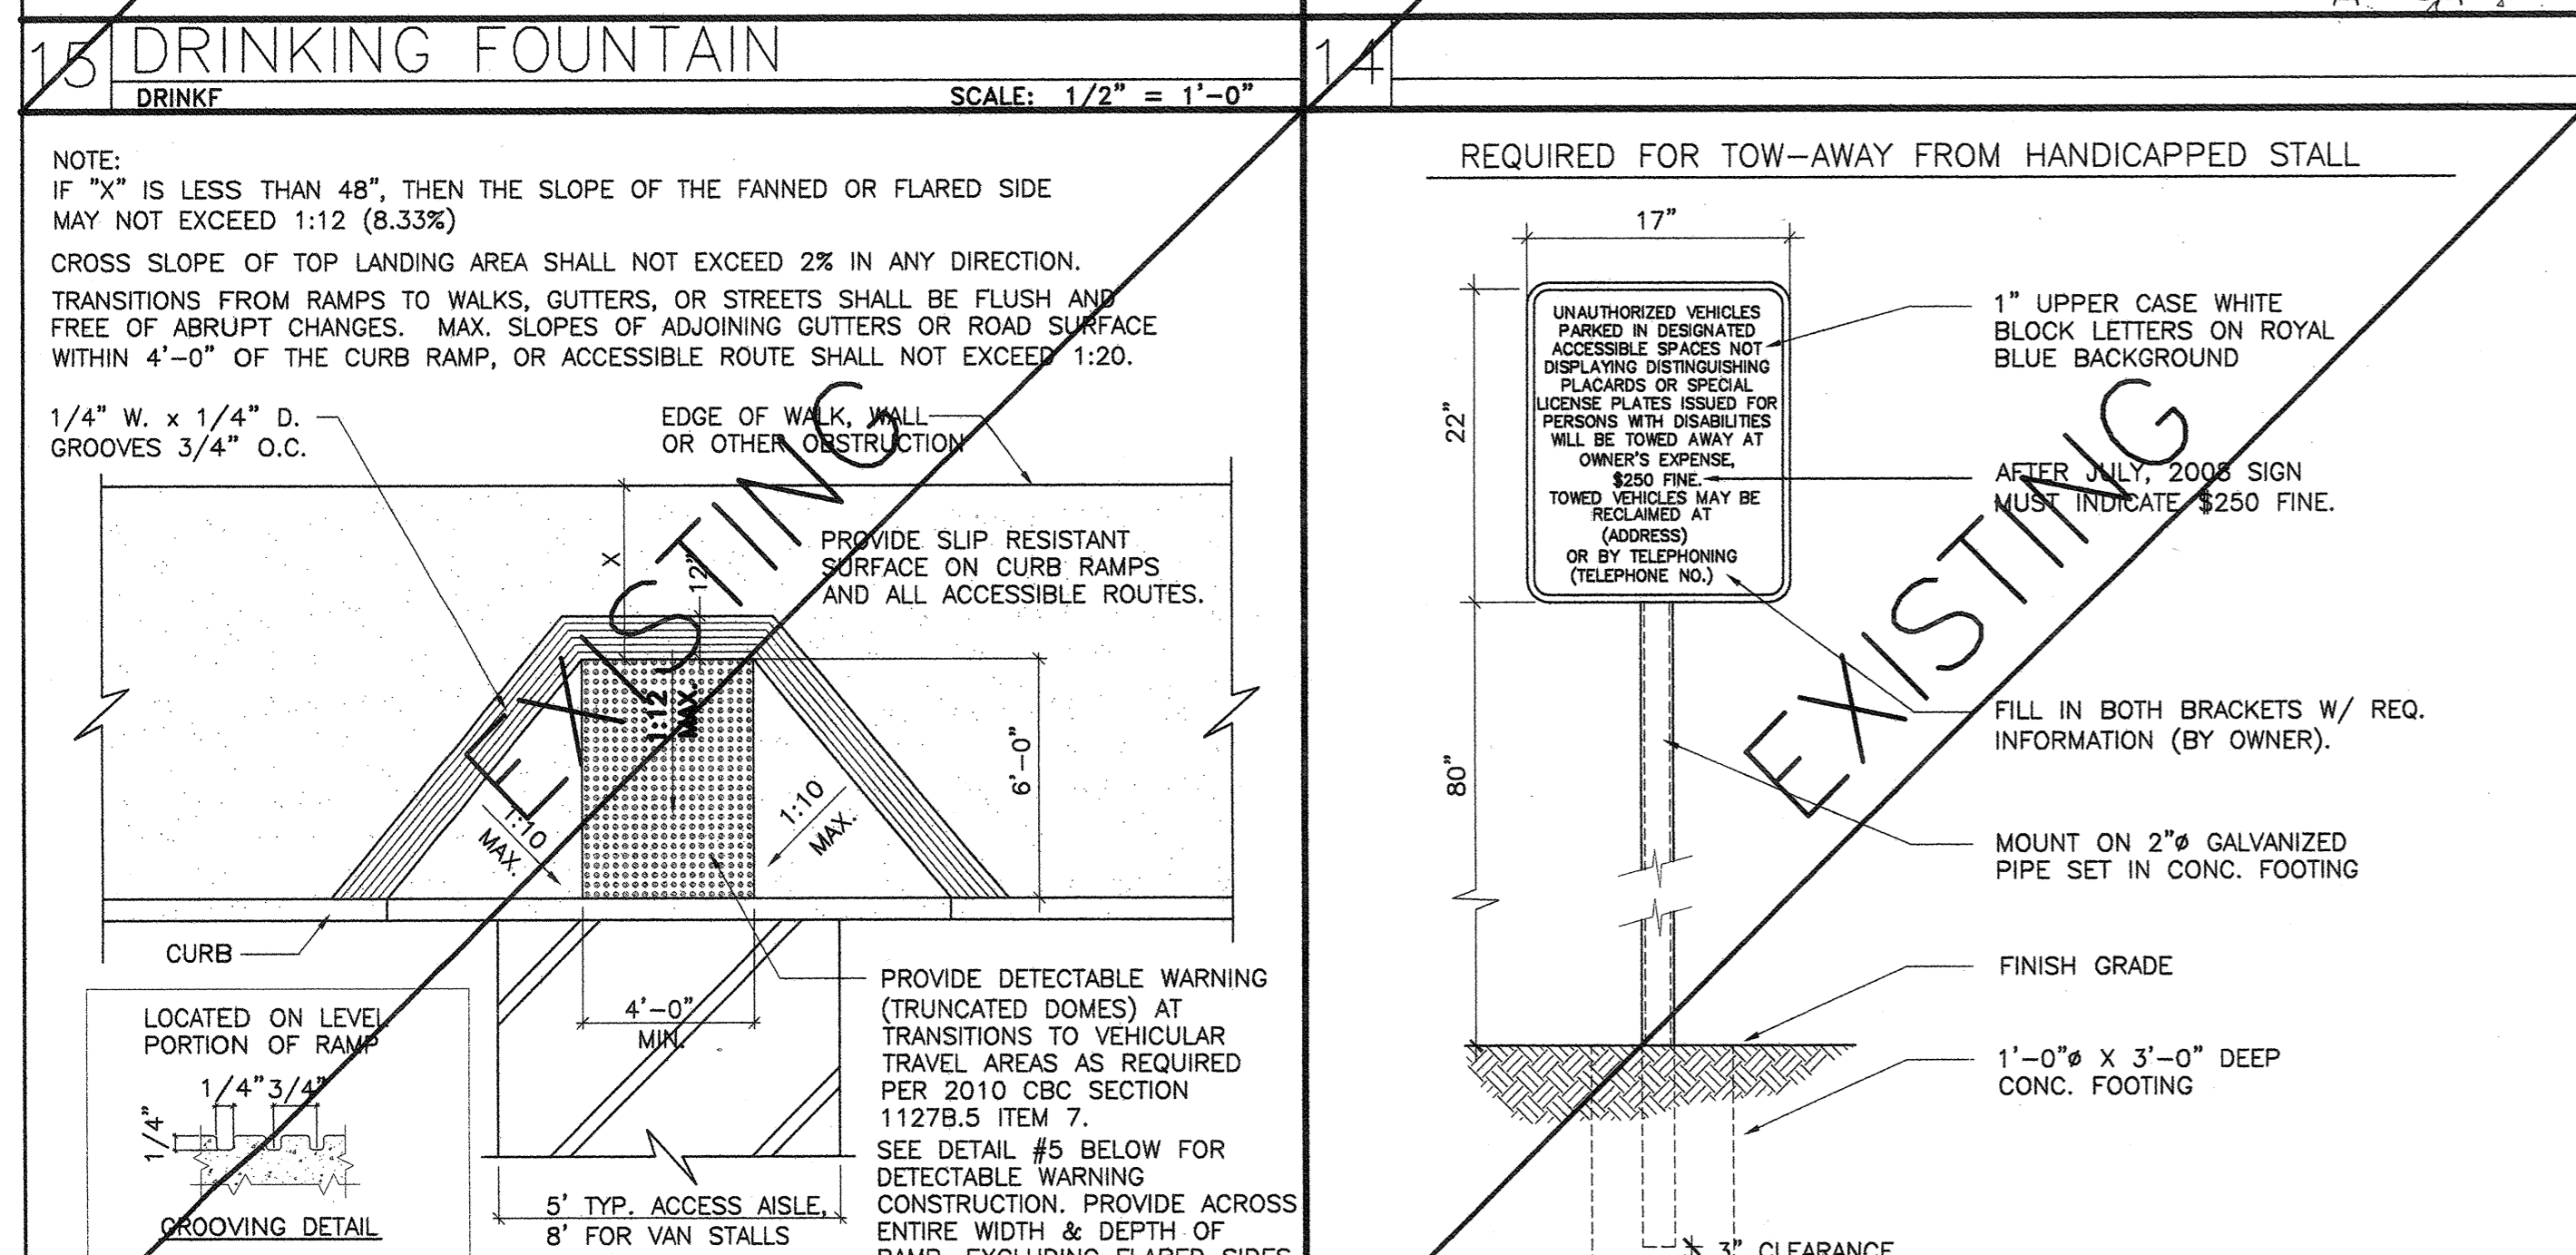 15
DRINKING FOUNTAIN
DRINKF
SCALE: 1/2" = 1'-0"
14
NOTE:
IF "X" IS LESS THAN 48", THEN THE SLOPE OF THE FANNED OR FLARED SIDE
MAY NOT EXCEED 1:12 (8.33%)
CROSS SLOPE OF TOP LANDING AREA SHALL NOT EXCEED 2% IN ANY DIRECTION.
TRANSITIONS FROM RAMPS TO WALKS, GUTTERS, OR STREETS SHALL BE FLUSH AND
FREE OF ABRUPT CHANGES. MAX. SLOPES OF ADJOINING GUTTERS OR ROAD SURFACE
WITHIN 4'-0" OF THE CURB RAMP, OR ACCESSIBLE ROUTE SHALL NOT EXCEED 1:20.
1/4" W. x 1/4" D.
GROOVES 3/4" O.C.
EDGE OF WALK, WALL
OR OTHER OBSTRUCTION
X
12"
PROVIDE SLIP RESISTANT
SURFACE ON CURB RAMPS
AND ALL ACCESSIBLE ROUTES.
EXISTING
1:12
MAX.
1:10
MAX.
1:10
MAX.
6'-0"
CURB
4'-0"
MIN.
PROVIDE DETECTABLE WARNING
(TRUNCATED DOMES) AT
TRANSITIONS TO VEHICULAR
TRAVEL AREAS AS REQUIRED
PER 2010 CBC SECTION
1127B.5 ITEM 7.
SEE DETAIL #5 BELOW FOR
DETECTABLE WARNING
CONSTRUCTION. PROVIDE ACROSS
ENTIRE WIDTH & DEPTH OF
RAMP, EXCLUDING FLARED SIDES
LOCATED ON LEVEL
PORTION OF RAMP
1/4" 3/4"
1/4"
GROOVING DETAIL
5' TYP. ACCESS AISLE,
8' FOR VAN STALLS
REQUIRED FOR TOW-AWAY FROM HANDICAPPED STALL
17"
22"
80"
UNAUTHORIZED VEHICLES
PARKED IN DESIGNATED
ACCESSIBLE SPACES NOT
DISPLAYING DISTINGUISHING
PLACARDS OR SPECIAL
LICENSE PLATES ISSUED FOR
PERSONS WITH DISABILITIES
WILL BE TOWED AWAY AT
OWNER'S EXPENSE,
$250 FINE.
TOWED VEHICLES MAY BE
RECLAIMED AT
(ADDRESS)
OR BY TELEPHONING
(TELEPHONE NO.)
1" UPPER CASE WHITE
BLOCK LETTERS ON ROYAL
BLUE BACKGROUND
AFTER JULY, 2008 SIGN
MUST INDICATE $250 FINE.
EXISTING
FILL IN BOTH BRACKETS W/ REQ.
INFORMATION (BY OWNER).
MOUNT ON 2"ø GALVANIZED
PIPE SET IN CONC. FOOTING
FINISH GRADE
1'-0"ø X 3'-0" DEEP
CONC. FOOTING
3" CLEARANCE